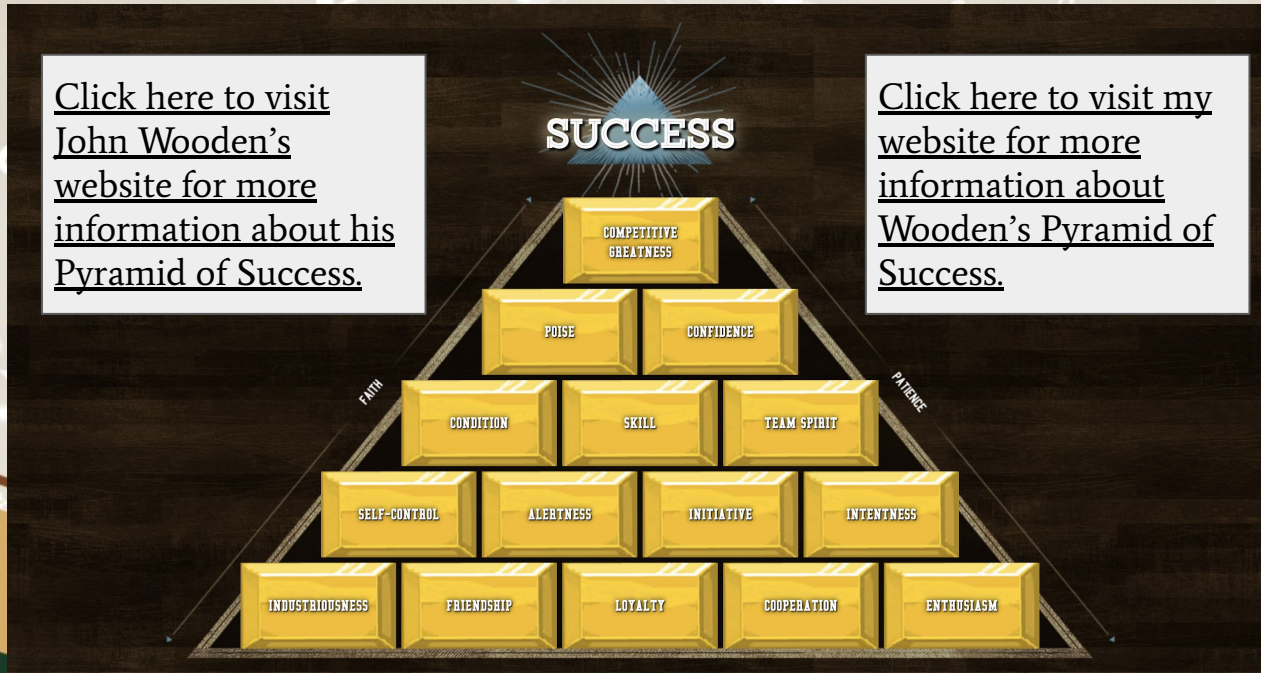 Click here to visit
John Wooden’s
website for more
information about his
Pyramid of Success.
SUCCESS
Click here to visit my
website for more
information about
Wooden’s Pyramid of
Success.
COMPETITIVE
GREATNESS
POISE
CONFIDENCE
FAITH
PATIENCE
CONDITION
SKILL
TEAM SPIRIT
SELF-CONTROL
ALERTNESS
INITIATIVE
INTENTNESS
INDUSTRIOUSNESS
FRIENDSHIP
LOYALTY
COOPERATION
ENTHUSIASM